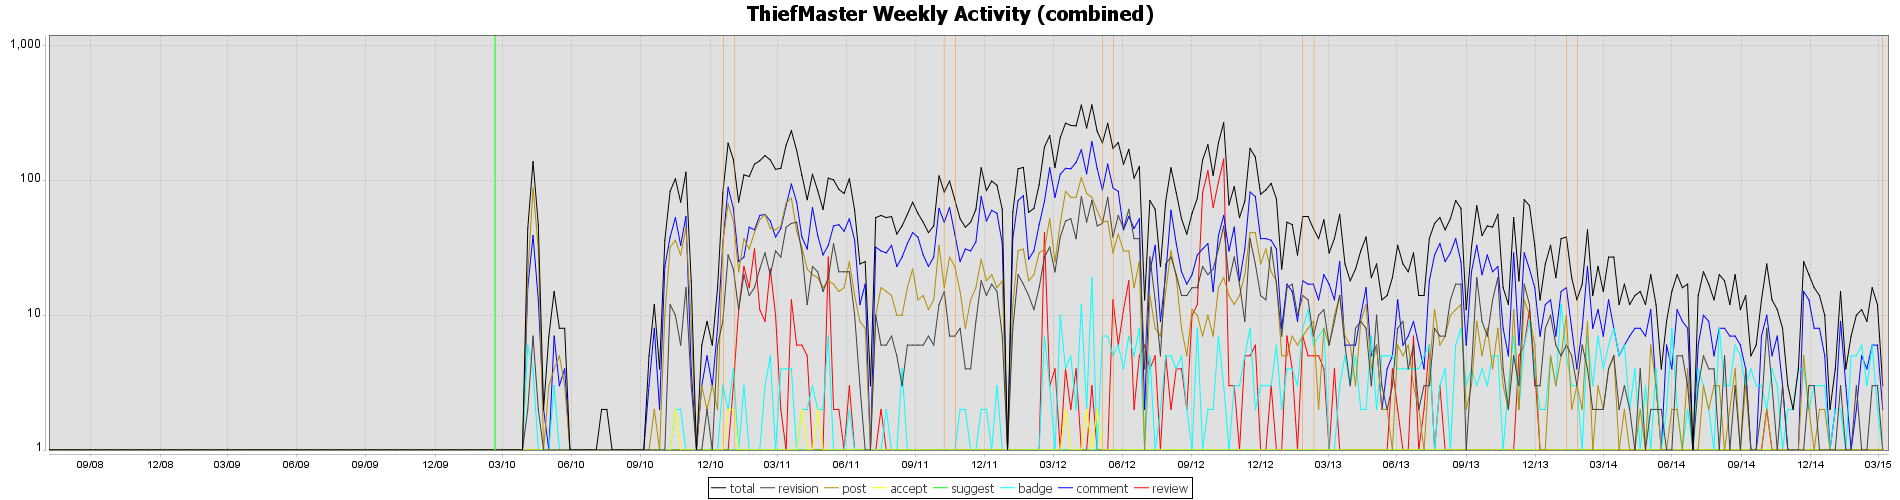 ThiefMaster Weekly Activity (combined)
1,000
100
10
1
09/08 12/08 03/09 06/09 09/09 12/09 03/10 06/10 09/10 12/10 03/11 06/11 09/11 12/11 03/12 06/12 09/12 12/12 03/13 06/13 09/13 12/13 03/14 06/14 09/14 12/14 03/15
total revision post accept suggest badge comment review